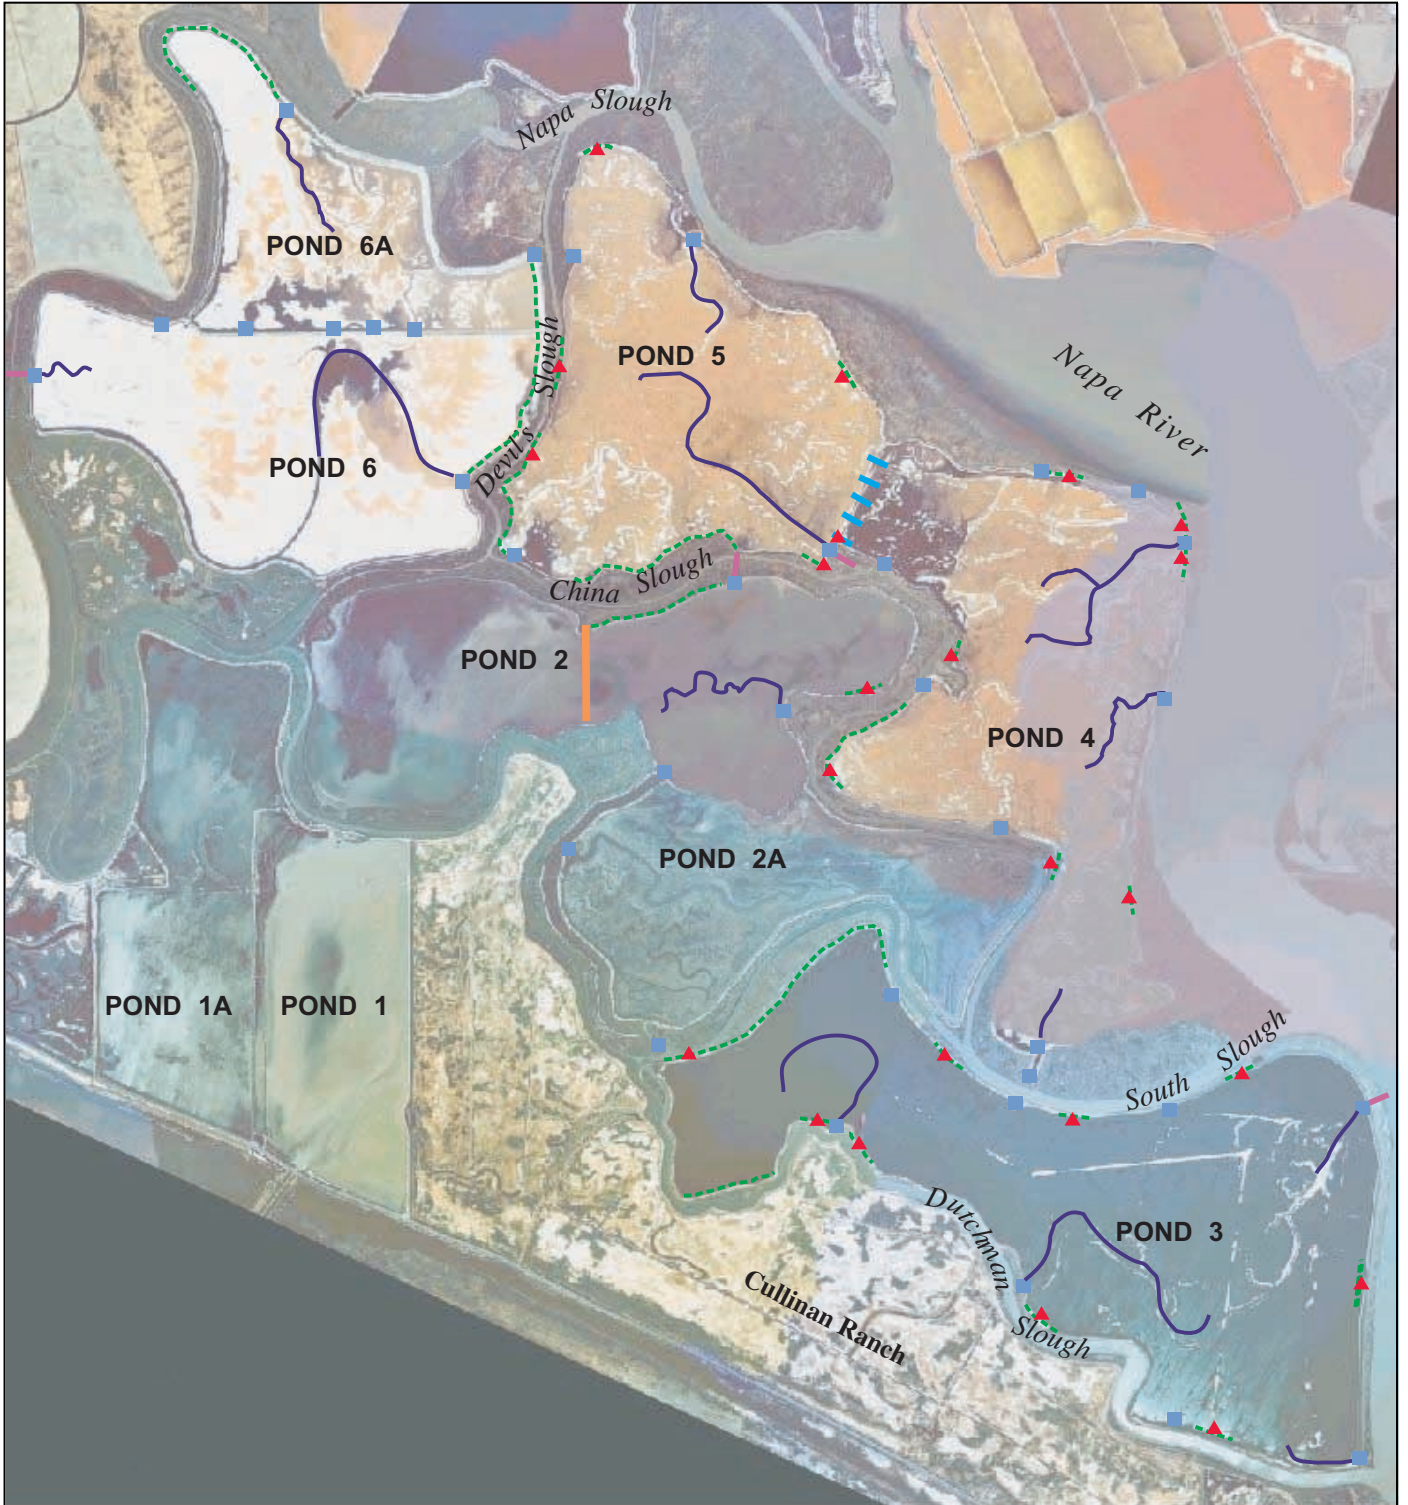 Napa Slough
POND 6A
Devil's Slough
POND 5
Napa River
POND 6
China Slough
POND 2
POND 4
POND 2A
POND 1A
POND 1
South Slough
Dutchman Slough
POND 3
Cullinan Ranch